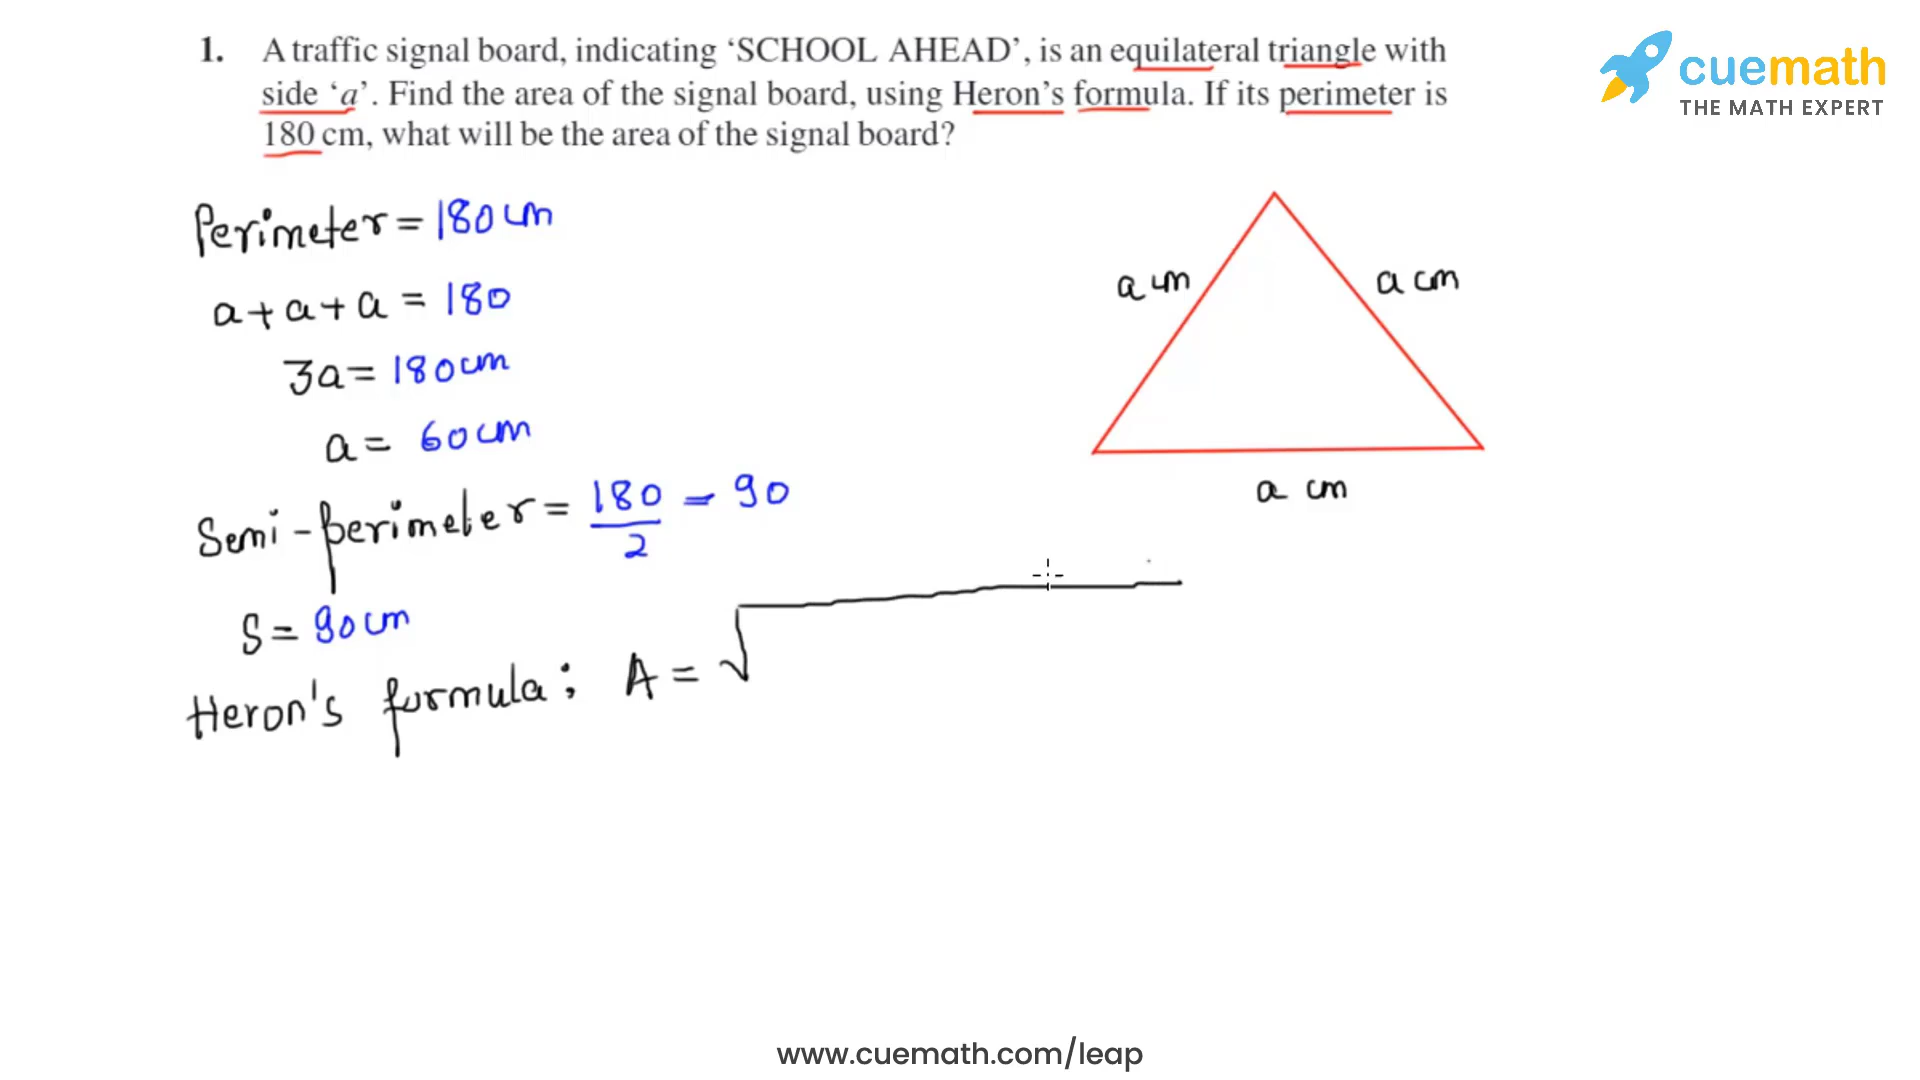 1. A traffic signal board, indicating ‘SCHOOL AHEAD’, is an equilateral triangle with
side ‘a’. Find the area of the signal board, using Heron’s formula. If its perimeter is
180 cm, what will be the area of the signal board?
cuemath
THE MATH EXPERT
Perimeter = 180 cm
a + a + a = 180
3a = 180 cm
a = 60 cm
a cm
a cm
a cm
Semi-perimeter = 180/2 = 90
S = 90 cm
Heron's formula; A = √
www.cuemath.com/leap